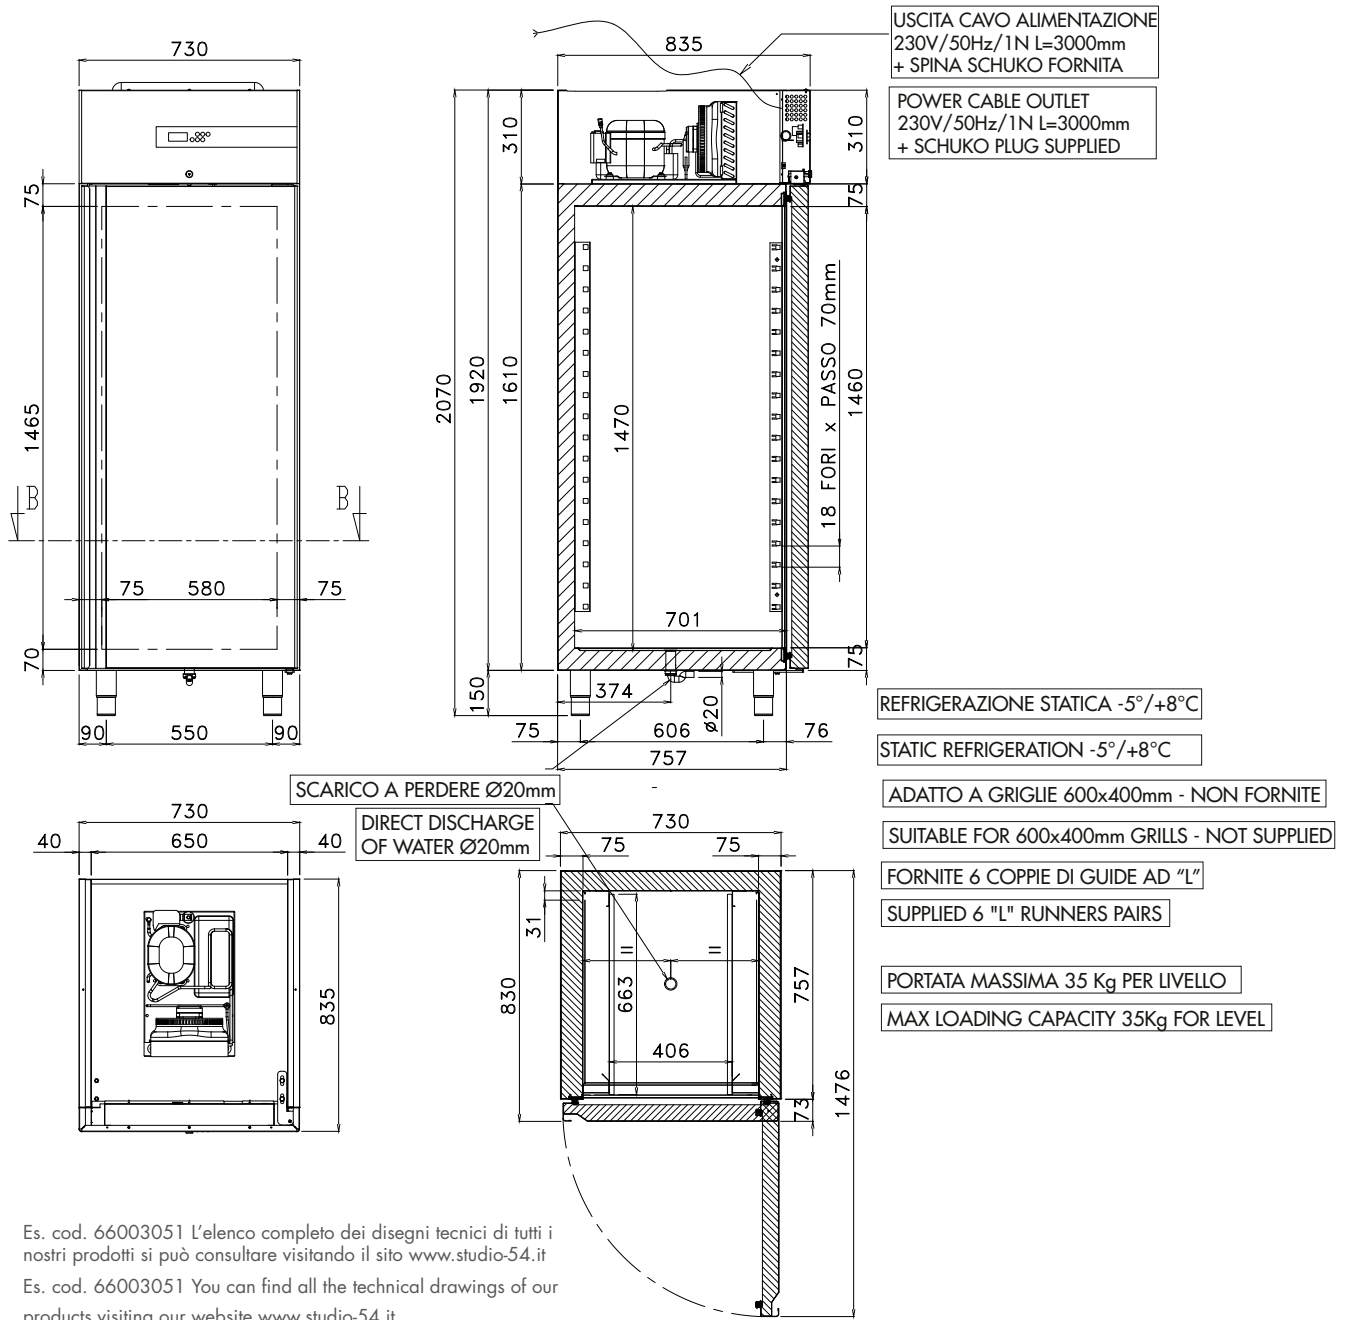 USCITA CAVO ALIMENTAZIONE
230V/50Hz/1N L=3000mm
+ SPINA SCHUKO FORNITA
POWER CABLE OUTLET
230V/50Hz/1N L=3000mm
+ SCHUKO PLUG SUPPLIED
730
75
1465
70
B
B
75
580
75
90
550
90
835
310
310
2070
1920
1610
1470
75
1460
75
18 FORI x PASSO 70mm
701
150
374
ø20
75
606
76
757
REFRIGERAZIONE STATICA -5°/+8°C
STATIC REFRIGERATION -5°/+8°C
ADATTO A GRIGLIE 600x400mm - NON FORNITE
SUITABLE FOR 600x400mm GRILLS - NOT SUPPLIED
FORNITE 6 COPPIE DI GUIDE AD “L”
SUPPLIED 6 "L" RUNNERS PAIRS
PORTATA MASSIMA 35 Kg PER LIVELLO
MAX LOADING CAPACITY 35Kg FOR LEVEL
SCARICO A PERDERE Ø20mm
DIRECT DISCHARGE
OF WATER Ø20mm
730
40
650
40
835
730
75
75
31
=
=
830
663
757
406
73
1476
Es. cod. 66003051 L’elenco completo dei disegni tecnici di tutti i
nostri prodotti si può consultare visitando il sito www.studio-54.it
Es. cod. 66003051 You can find all the technical drawings of our
products visiting our website www.studio-54.it